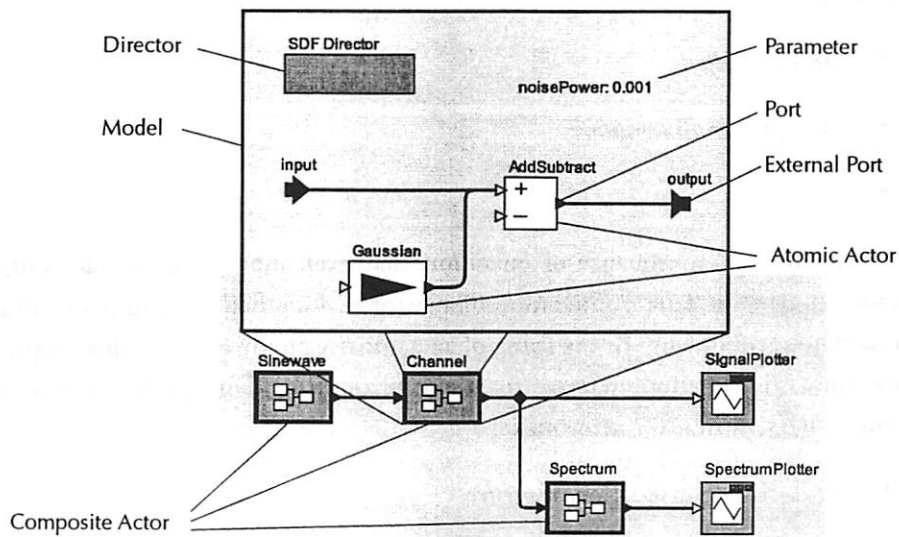 Director
SDF Director
Parameter
noisePower: 0.001
Model
Port
input
AddSubtract
output
External Port
+
−
Gaussian
Atomic Actor
Sinewave
Channel
SignalPlotter
Spectrum
SpectrumPlotter
Composite Actor